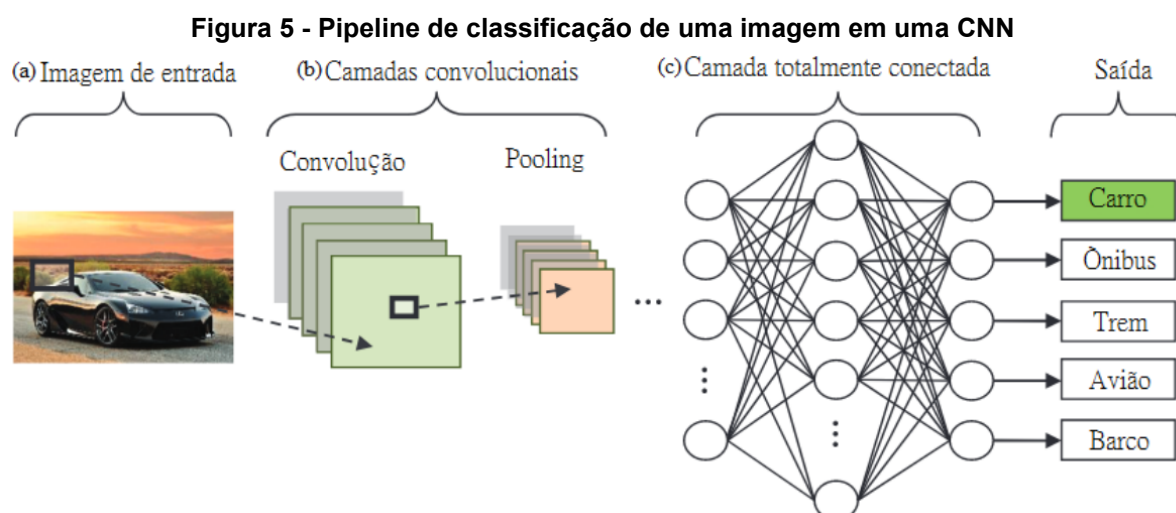 Figura 5 - Pipeline de classificação de uma imagem em uma CNN
(a) Imagem de entrada
(b) Camadas convolucionais
(c) Camada totalmente conectada
Saída
Convolução
Pooling
...
Carro
Õnibus
Trem
Avião
Barco